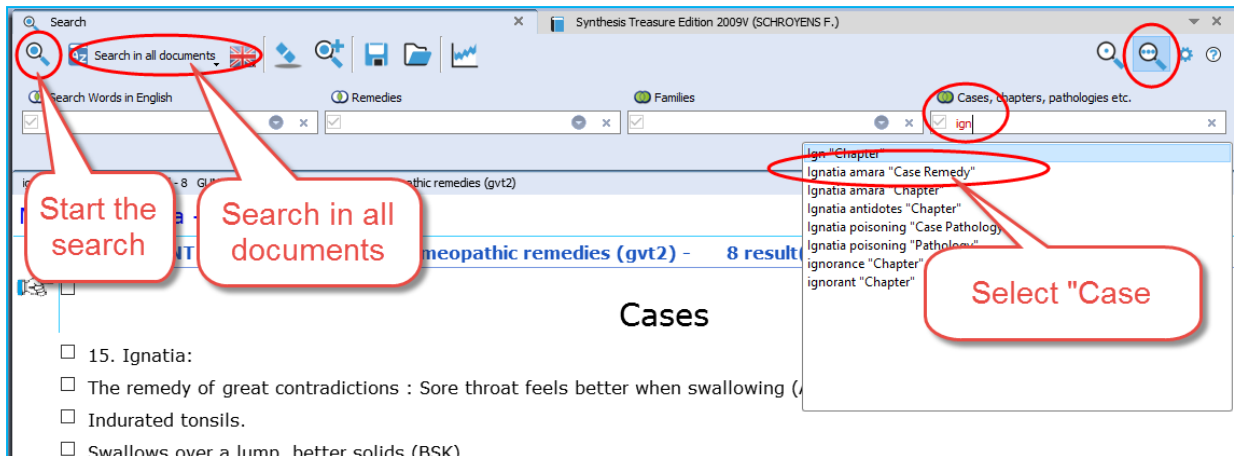 Search
Synthesis Treasure Edition 2009V (SCHROYENS F.)
Search in all documents
Search Words in English
Remedies
Families
Cases, chapters, pathologies etc.
ign
Ign "Chapter"
Ignatia amara "Case Remedy"
Ignatia amara "Chapter"
Ignatia antidotes "Chapter"
Ignatia poisoning "Case Pathology
Ignatia poisoning "Pathology"
ignorance "Chapter"
ignorant "Chapter"
Start the
search
Search in all
documents
Select "Case
- 8
pathic remedies (gvt2)
meopathic remedies (gvt2) - 8 result(
Cases
15. Ignatia:
The remedy of great contradictions : Sore throat feels better when swallowing (
Indurated tonsils.
Swallows over a lump, better solids (BSK)